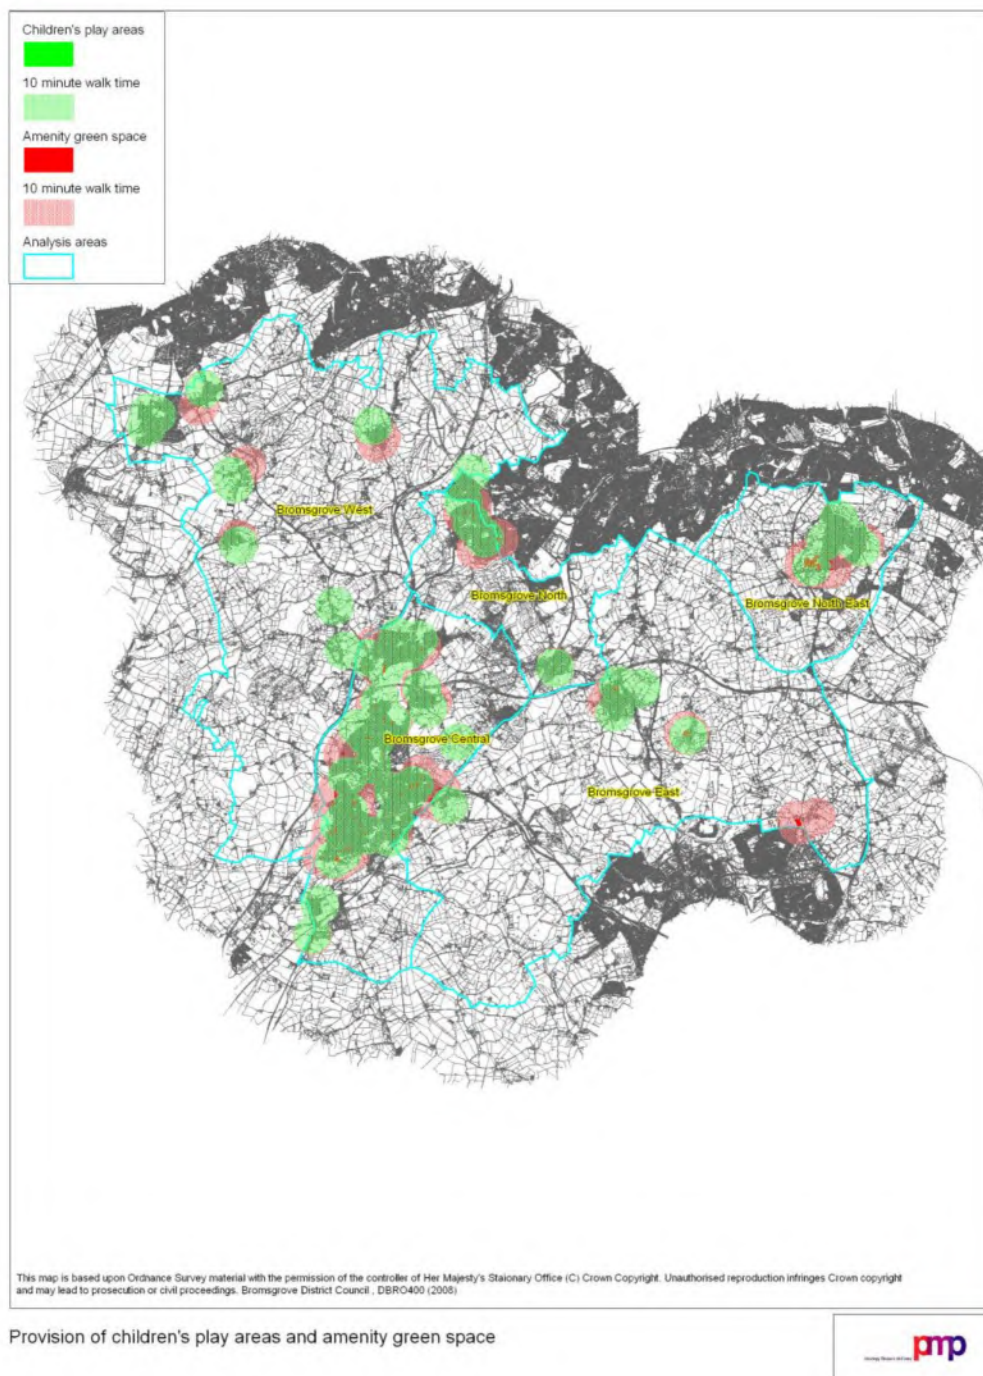 Children's play areas
10 minute walk time
Amenity green space
10 minute walk time
Analysis areas
Bromsgrove West
Bromsgrove North
Bromsgrove North East
Bromsgrove Central
Bromsgrove East
This map is based upon Ordnance Survey material with the permission of the controller of Her Majesty's Staionary Office (C) Crown Copyright. Unauthorised reproduction infringes Crown copyright
and may lead to prosecution or civil proceedings. Bromsgrove District Council , DBRO400 (2008)
Provision of children's play areas and amenity green space
pmp